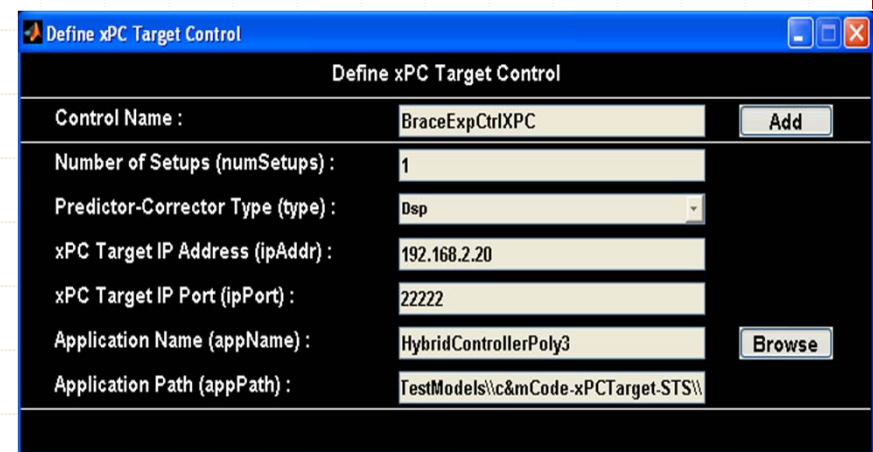 Define xPC Target Control
Define xPC Target Control
Control Name : BraceExpCtrlXPC Add
Number of Setups (numSetups) : 1
Predictor-Corrector Type (type) : Dsp
xPC Target IP Address (ipAddr) : 192.168.2.20
xPC Target IP Port (ipPort) : 22222
Application Name (appName) : HybridControllerPoly3 Browse
Application Path (appPath) : TestModels\\c&mCode-xPCTarget-STS\\